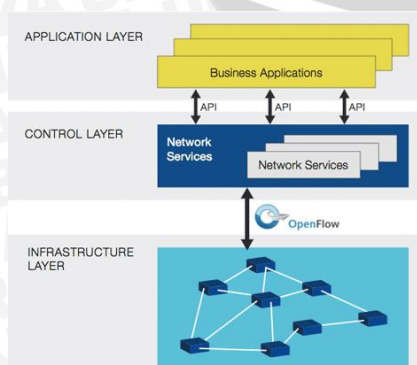 APPLICATION LAYER
Business Applications
API
API
API
CONTROL LAYER
Network
Services
Network Services
OpenFlow
INFRASTRUCTURE
LAYER